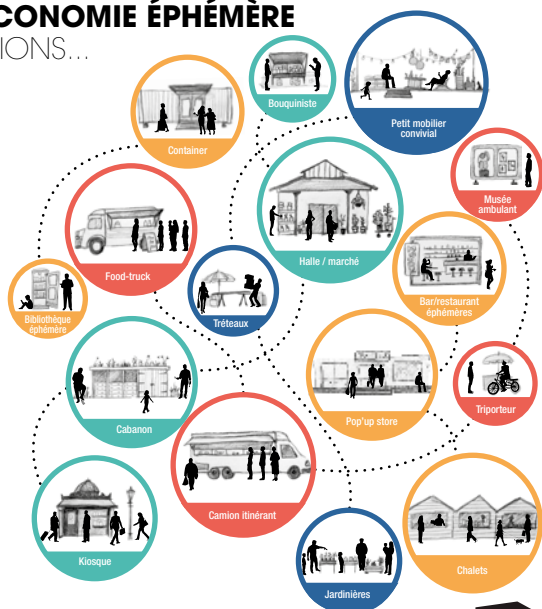 CONOMIE ÉPHÉMÈRE
IONS...
Bouquiniste
Petit mobilier
convivial
Container
Musée
ambulant
Halle / marché
Food-truck
Bar/restaurant
éphémères
Bibliothèque
éphémère
Tréteaux
Pop'up store
Triporteur
Cabanon
Camion itinérant
Kiosque
Chalets
Jardinières